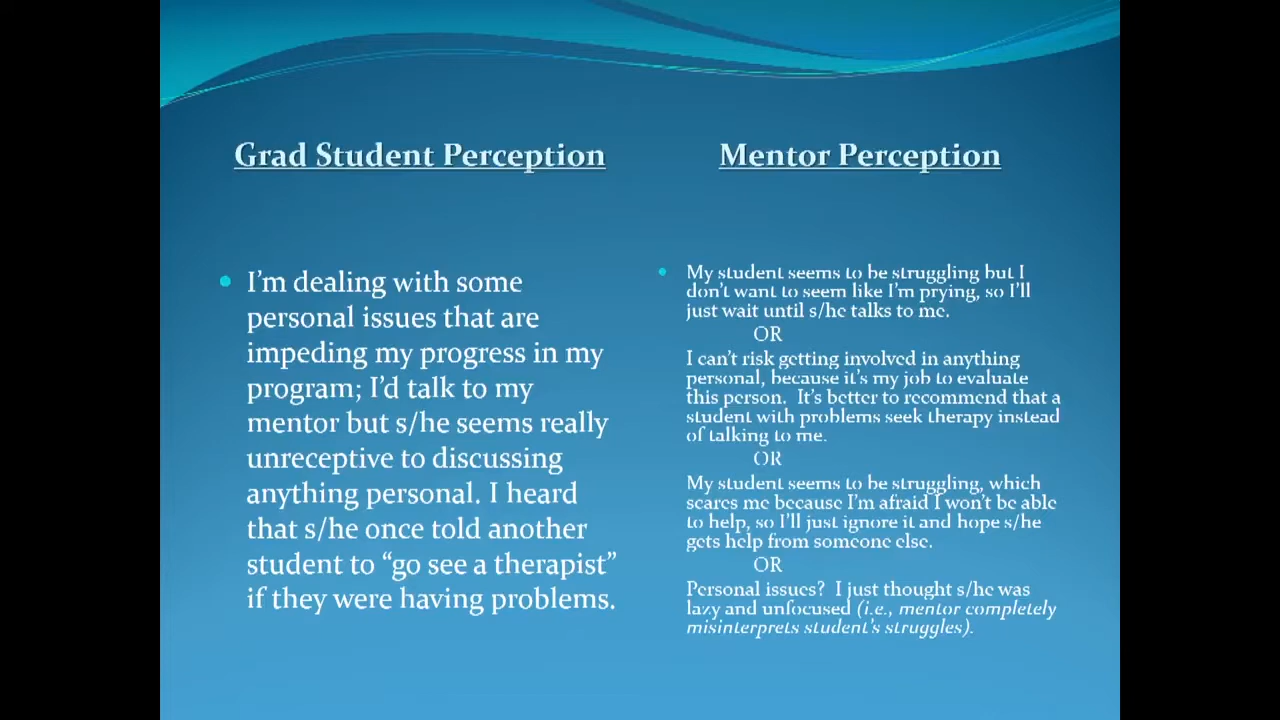 Grad Student Perception
I'm dealing with some
personal issues that are
impeding my progress in my
program; I'd talk to my
mentor but s/he seems really
unreceptive to discussing
anything personal. I heard
that s/he once told another
student to “go see a therapist”
if they were having problems.
Mentor Perception
My student seems to be struggling but I
don't want to seem like I'm prying, so I'll
just wait until s/he talks to me.
OR
I can't risk getting involved in anything
personal, because it's my job to evaluate
this person.  It's better to recommend that a
student with problems seek therapy instead
of talking to me.
OR
My student seems to be struggling, which
scares me because I'm afraid I won't be able
to help, so I'll just ignore it and hope s/he
gets help from someone else.
OR
Personal issues?  I just thought s/he was
lazy and unfocused (i.e., mentor completely
misinterprets student's struggles).